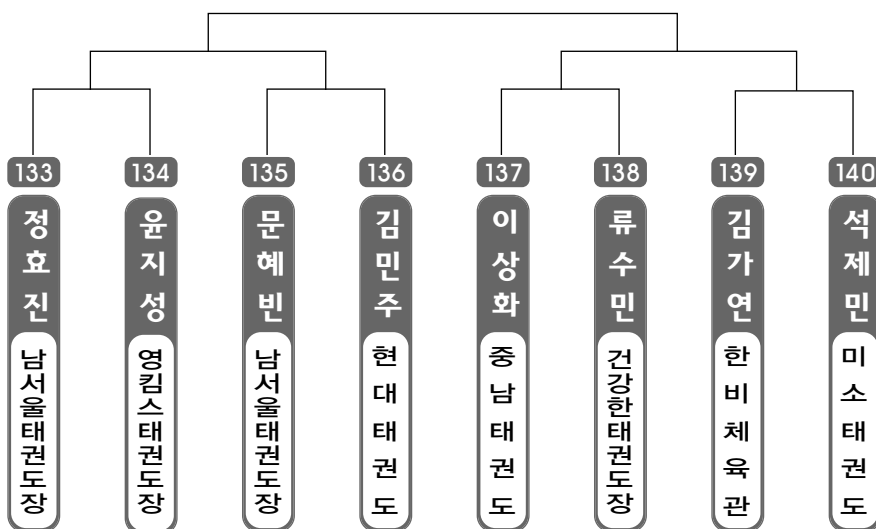 133
정효진
남서울태권도장
134
윤지성
영킴스태권도장
135
문혜빈
남서울태권도장
136
김민주
현대태권도
137
이상화
중남태권도
138
류수민
건강한태권도장
139
김가연
한비체육관
140
석제민
미소태권도